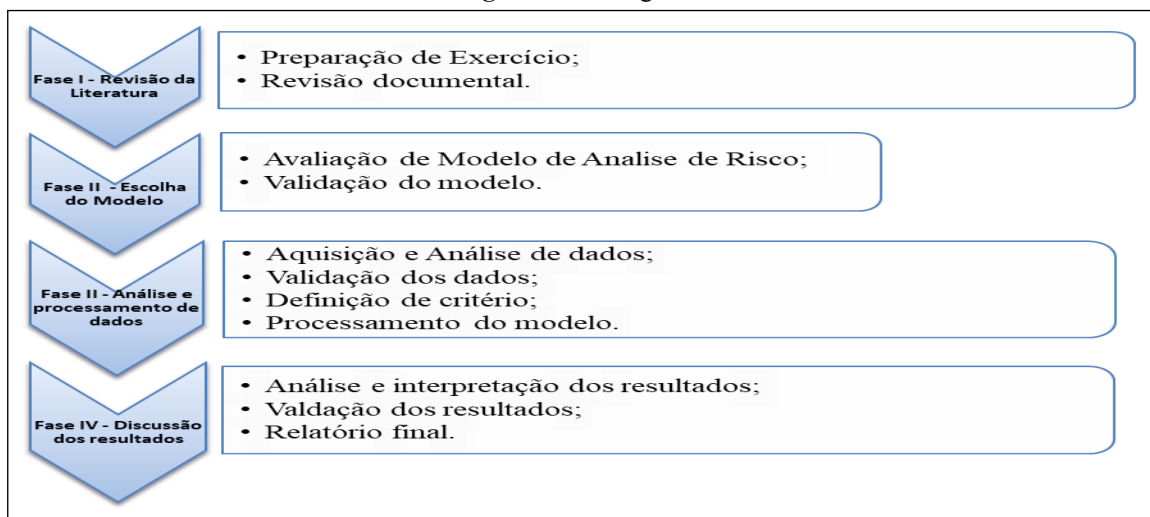 Fase I - Revisão da
Literatura
• Preparação de Exercício;
• Revisão documental.
Fase II - Escolha
do Modelo
• Avaliação de Modelo de Analise de Risco;
• Validação do modelo.
Fase II - Análise e
processamento de
dados
• Aquisição e Análise de dados;
• Validação dos dados;
• Definição de critério;
• Processamento do modelo.
Fase IV - Discussão
dos resultados
• Análise e interpretação dos resultados;
• Valdação dos resultados;
• Relatório final.